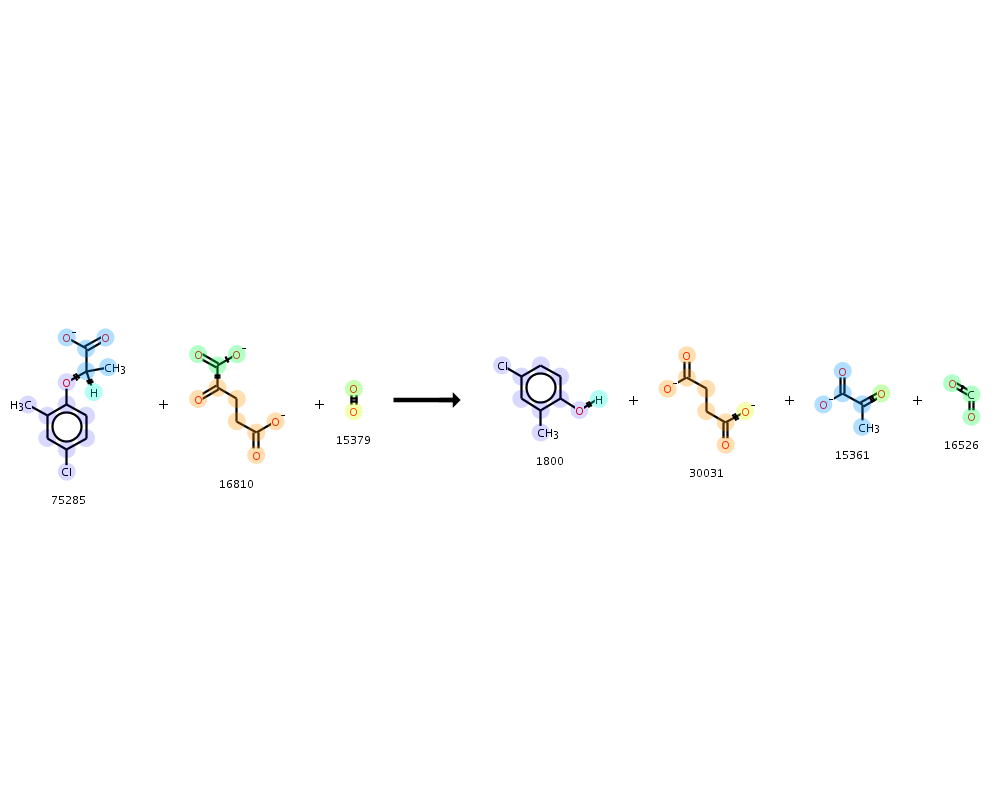 O⁻ O
CH3
O H
H3C
Cl
75285
+
O O⁻
O
O⁻
O
16810
+
O
O
15379
Cl
O H
CH3
1800
+
O
O⁻
O⁻
O
30031
+
O
O⁻ O
CH3
15361
+
O
C
O
16526